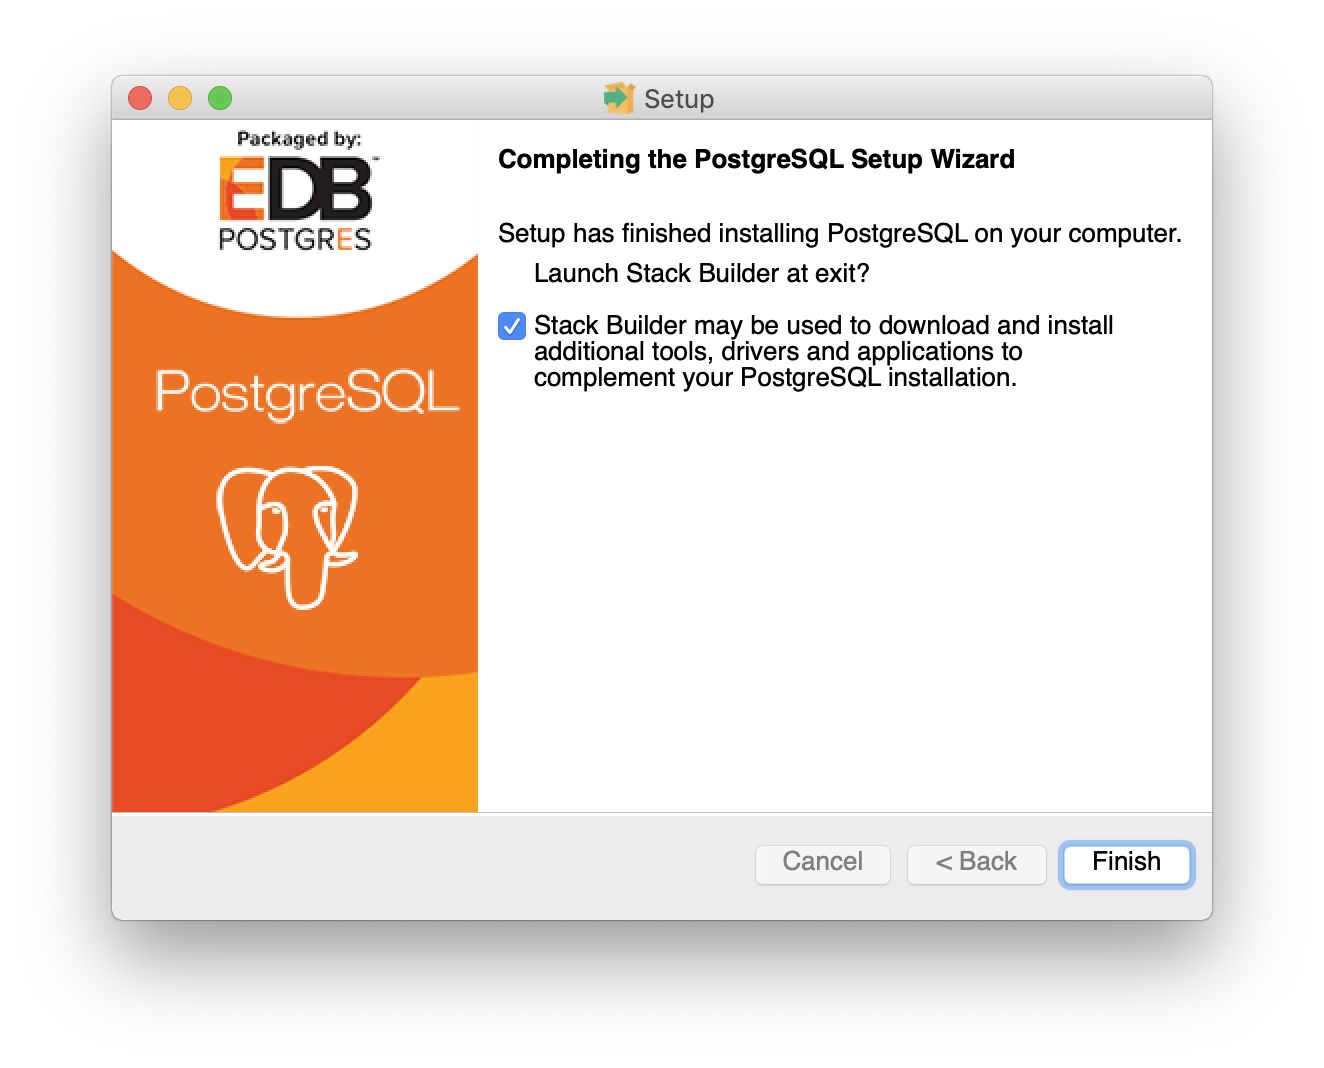 Setup
Packaged by:
EDB™
POSTGRES
PostgreSQL
Completing the PostgreSQL Setup Wizard
Setup has finished installing PostgreSQL on your computer.
Launch Stack Builder at exit?
Stack Builder may be used to download and install
additional tools, drivers and applications to
complement your PostgreSQL installation.
Cancel
< Back
Finish